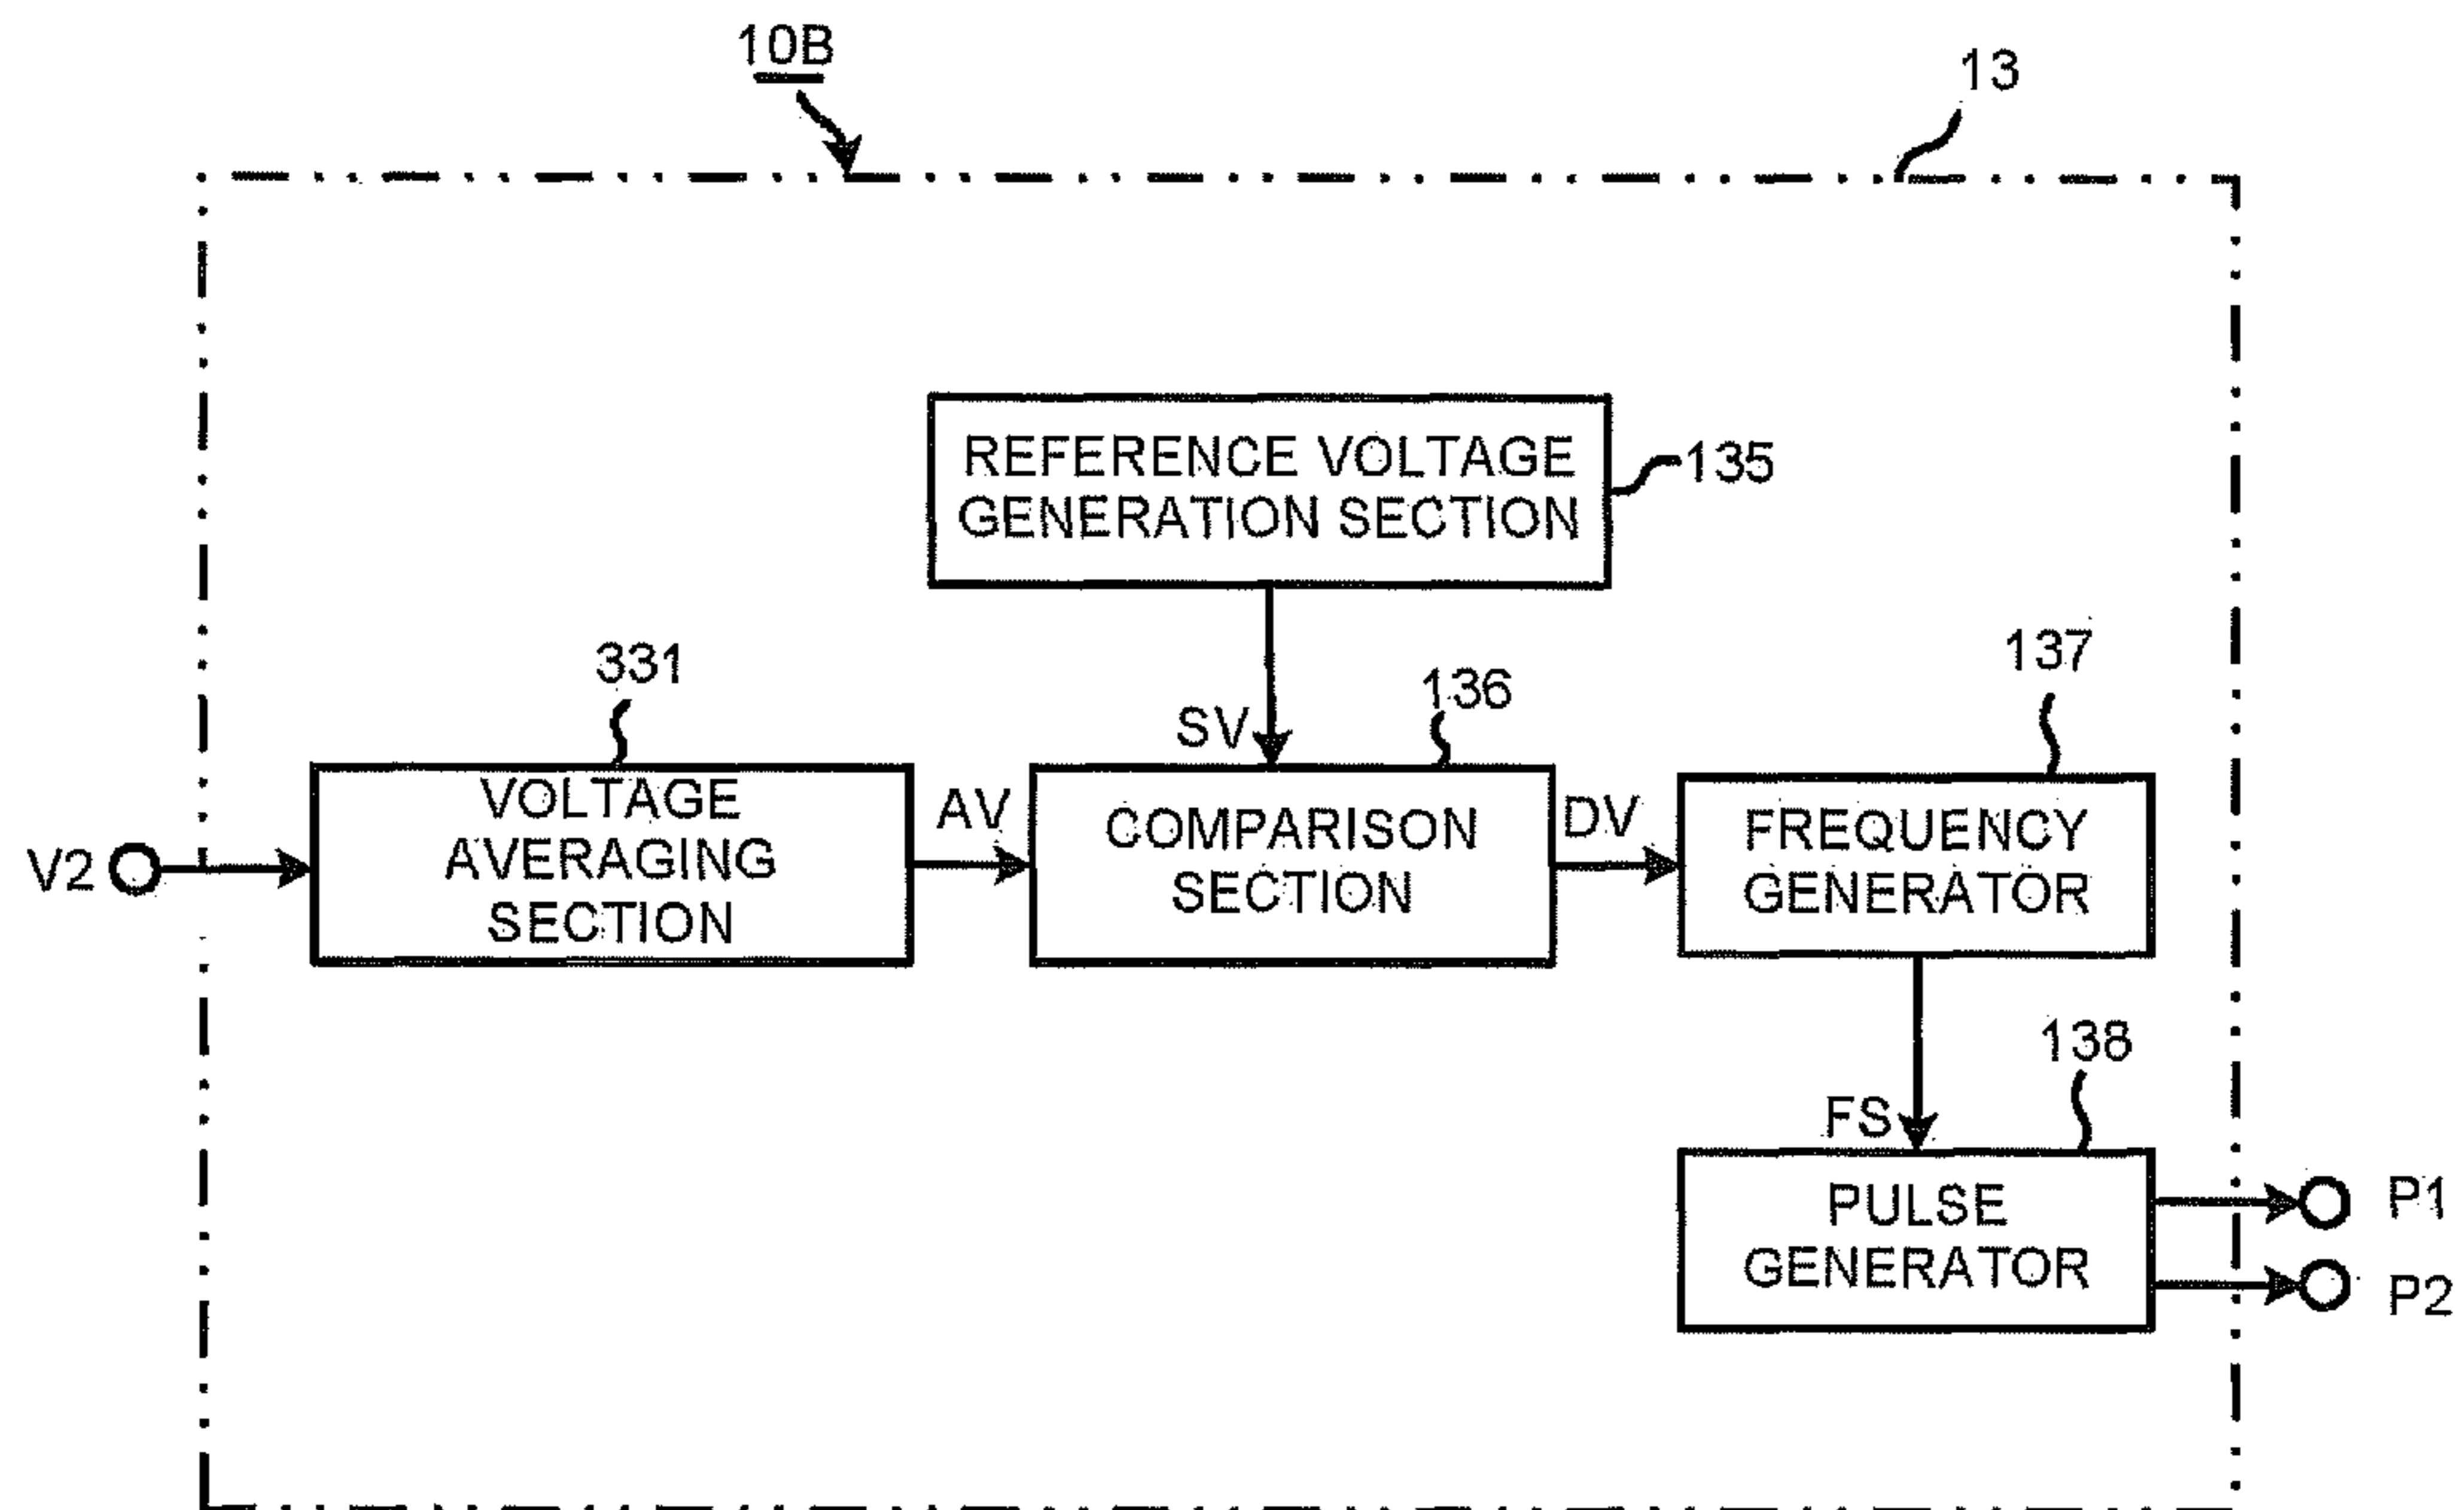 10B
13
REFERENCE VOLTAGE
GENERATION SECTION
135
331
SV
136
137
V2
VOLTAGE
AVERAGING
SECTION
AV
COMPARISON
SECTION
DV
FREQUENCY
GENERATOR
138
FS
PULSE
GENERATOR
P1
P2